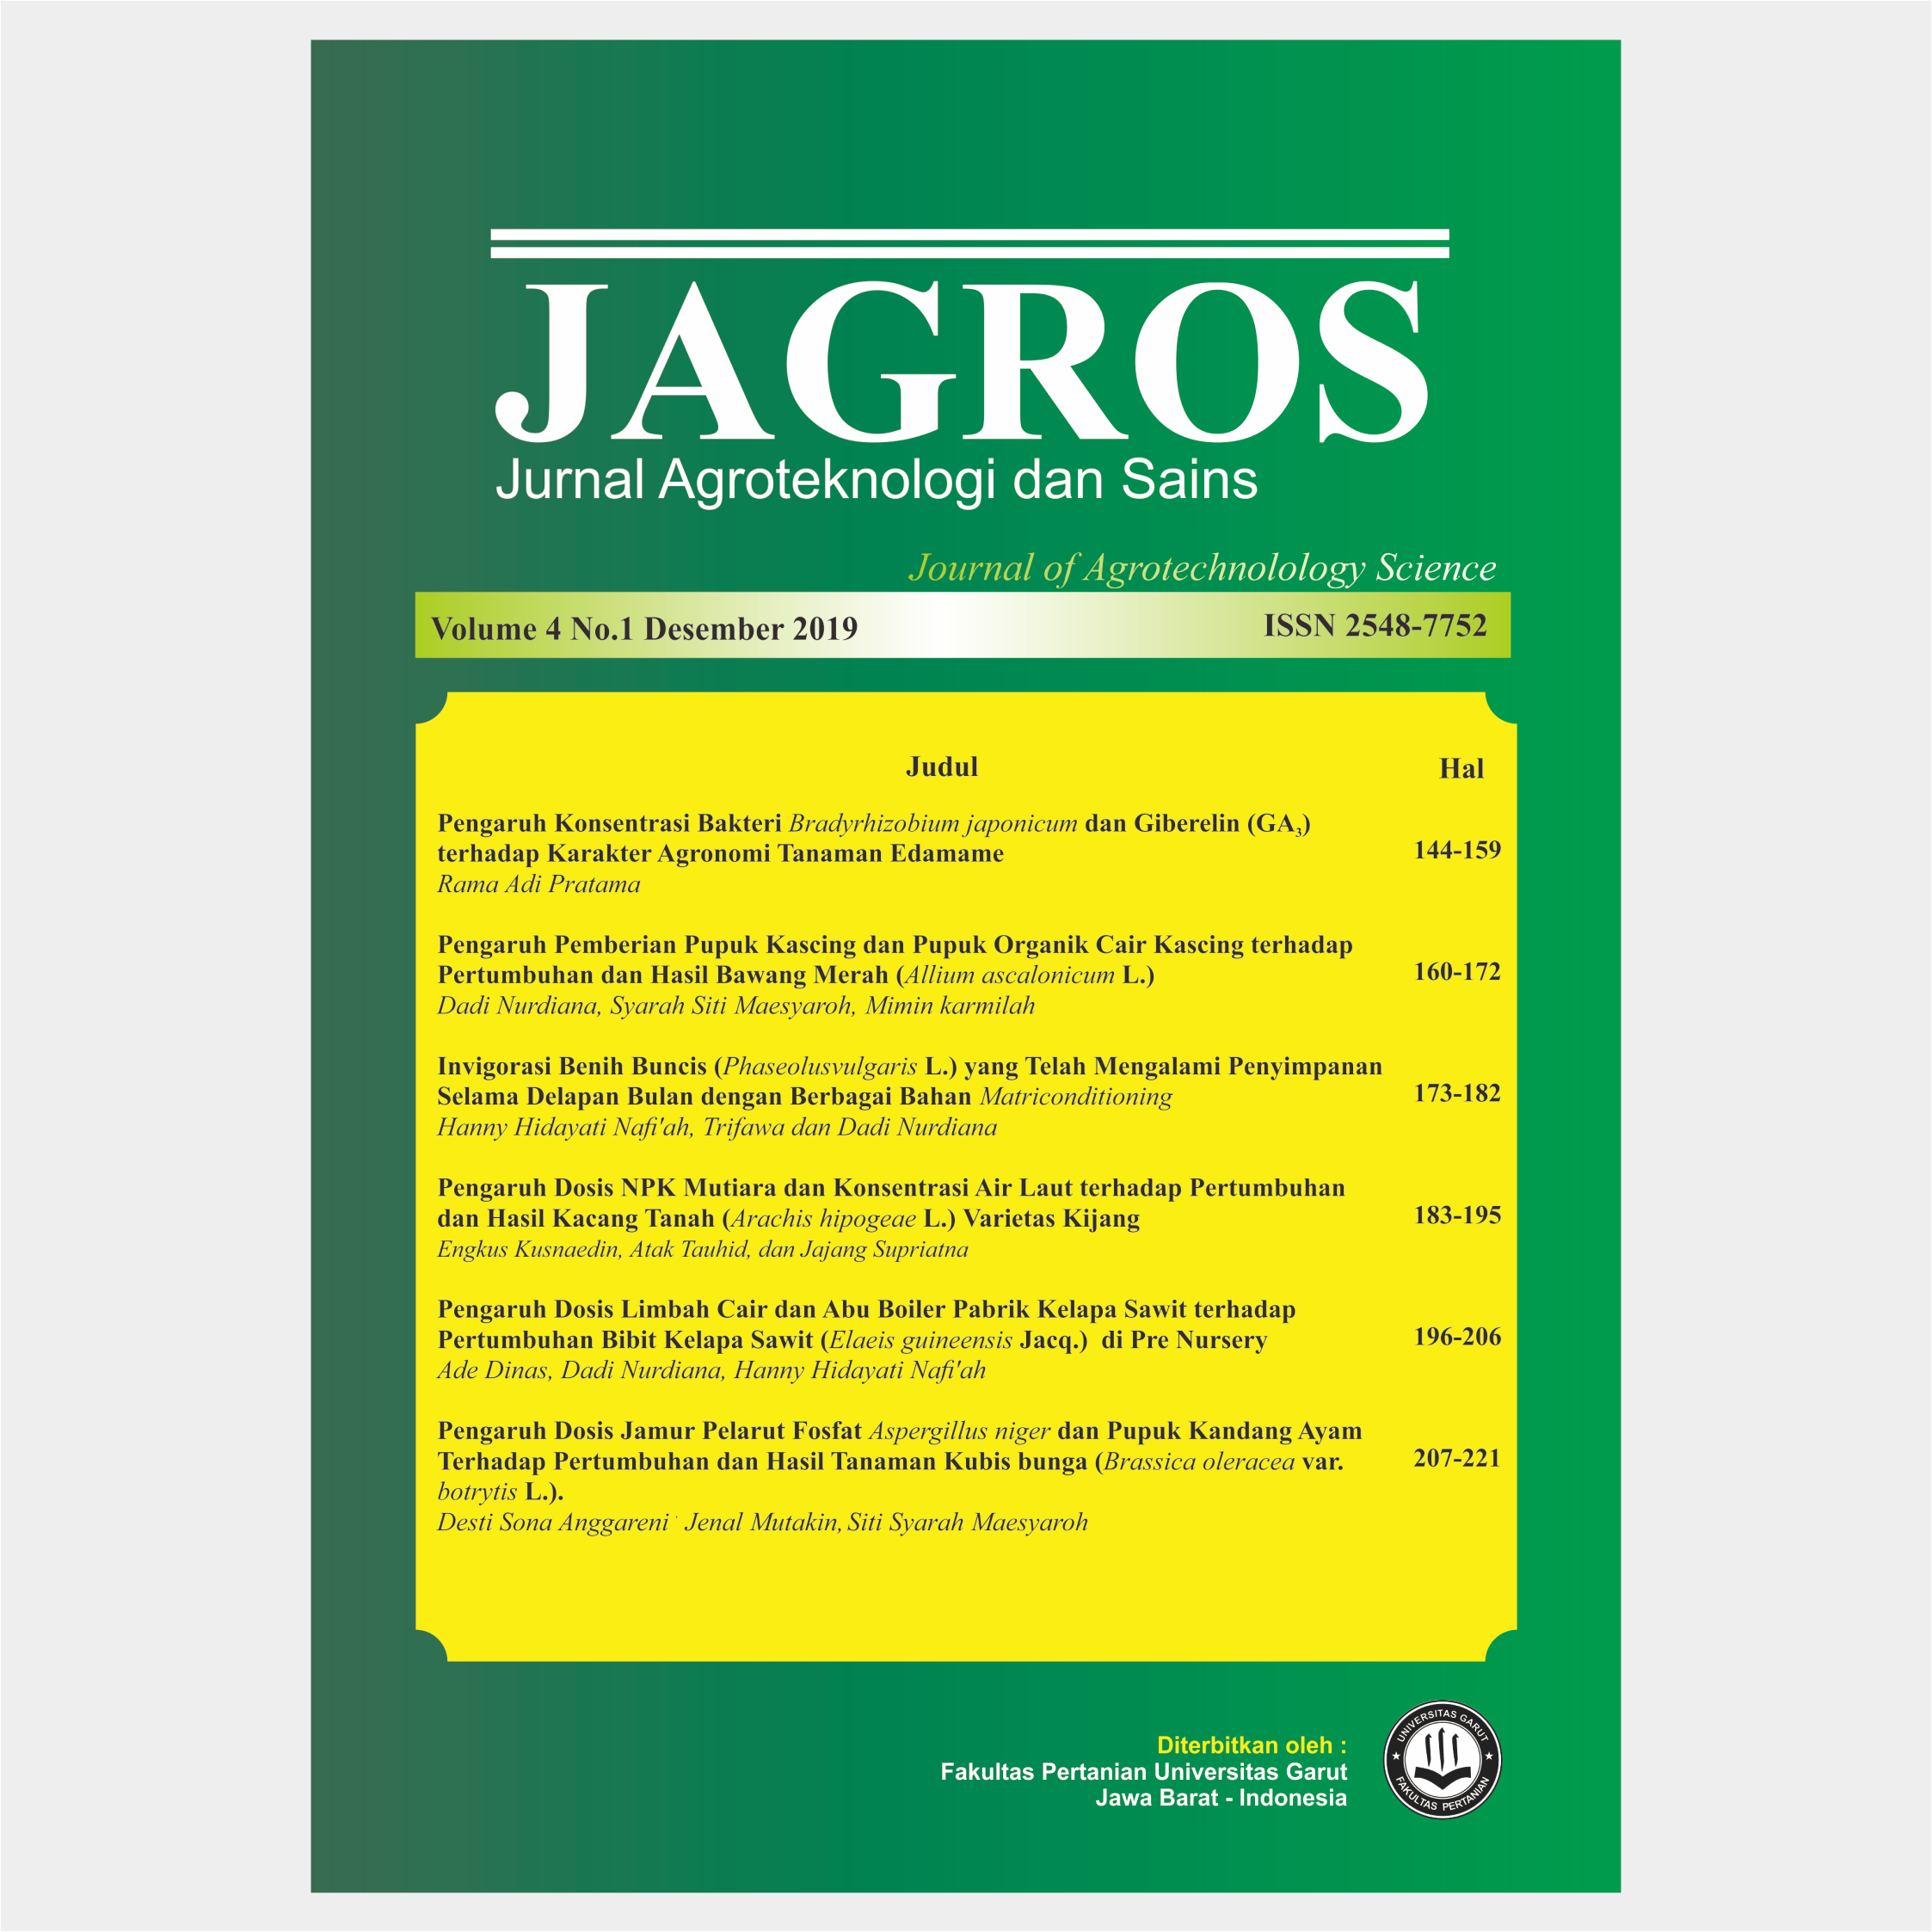 JAGROS
Jurnal Agroteknologi dan Sains
Journal of Agrotechnolology Science
Volume 4 No.1 Desember 2019
ISSN 2548-7752
Judul
Hal
Pengaruh Konsentrasi Bakteri Bradyrhizobium japonicum dan Giberelin (GA₃)
terhadap Karakter Agronomi Tanaman Edamame
144-159
Rama Adi Pratama
Pengaruh Pemberian Pupuk Kascing dan Pupuk Organik Cair Kascing terhadap
Pertumbuhan dan Hasil Bawang Merah (Allium ascalonicum L.)
160-172
Dadi Nurdiana, Syarah Siti Maesyaroh, Mimin karmilah
Invigorasi Benih Buncis (Phaseolusvulgaris L.) yang Telah Mengalami Penyimpanan
Selama Delapan Bulan dengan Berbagai Bahan Matriconditioning
173-182
Hanny Hidayati Nafi'ah, Trifawa dan Dadi Nurdiana
Pengaruh Dosis NPK Mutiara dan Konsentrasi Air Laut terhadap Pertumbuhan
dan Hasil Kacang Tanah (Arachis hipogeae L.) Varietas Kijang
183-195
Engkus Kusnaedin, Atak Tauhid, dan Jajang Supriatna
Pengaruh Dosis Limbah Cair dan Abu Boiler Pabrik Kelapa Sawit terhadap
Pertumbuhan Bibit Kelapa Sawit (Elaeis guineensis Jacq.) di Pre Nursery
196-206
Ade Dinas, Dadi Nurdiana, Hanny Hidayati Nafi'ah
Pengaruh Dosis Jamur Pelarut Fosfat Aspergillus niger dan Pupuk Kandang Ayam
Terhadap Pertumbuhan dan Hasil Tanaman Kubis bunga (Brassica oleracea var.
207-221
botrytis L.).
Desti Sona Anggareni ' Jenal Mutakin, Siti Syarah Maesyaroh
Diterbitkan oleh :
Fakultas Pertanian Universitas Garut
Jawa Barat - Indonesia
UNIVERSITAS GARUT
FAKULTAS PERTANIAN